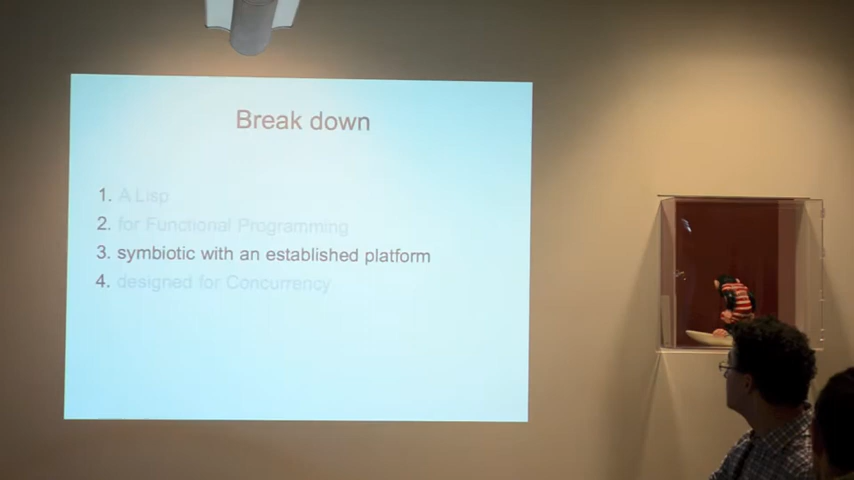 Break down
1. A Lisp
2. for Functional Programming
3. symbiotic with an established platform
4. designed for Concurrency